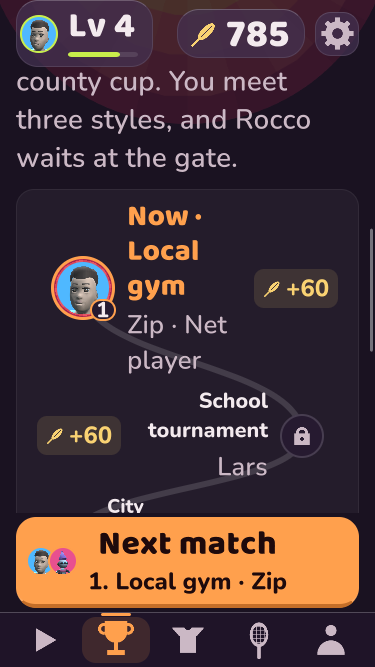 Lv 4
785
county cup. You meet
three styles, and Rocco
waits at the gate.
Now ·
Local
gym
+60
1
Zip · Net
player
School
tournament
+60
Lars
City
Next match
1. Local gym · Zip